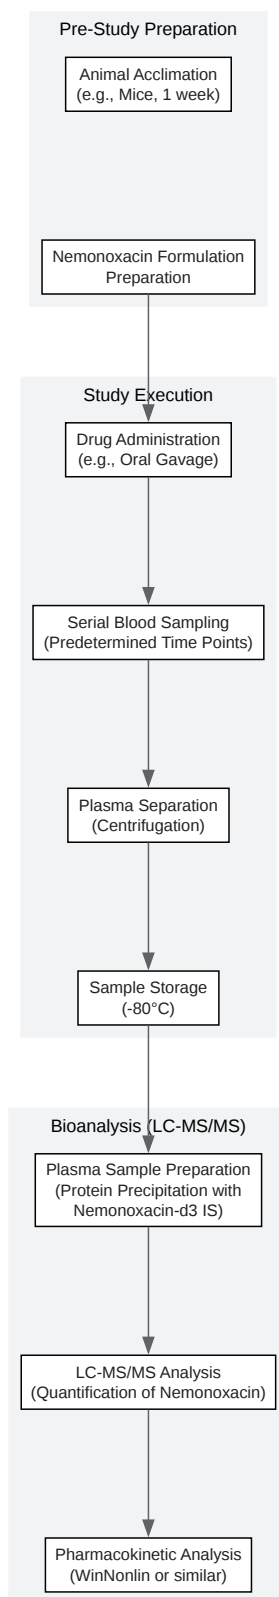 Pre-Study Preparation
Animal Acclimation
(e.g., Mice, 1 week)
Nemonoxacin Formulation
Preparation
Study Execution
Drug Administration
(e.g., Oral Gavage)
Serial Blood Sampling
(Predetermined Time Points)
Plasma Separation
(Centrifugation)
Sample Storage
(-80°C)
Bioanalysis (LC-MS/MS)
Plasma Sample Preparation
(Protein Precipitation with
Nemonoxacin-d3 IS)
LC-MS/MS Analysis
(Quantification of Nemonoxacin)
Pharmacokinetic Analysis
(WinNonlin or similar)